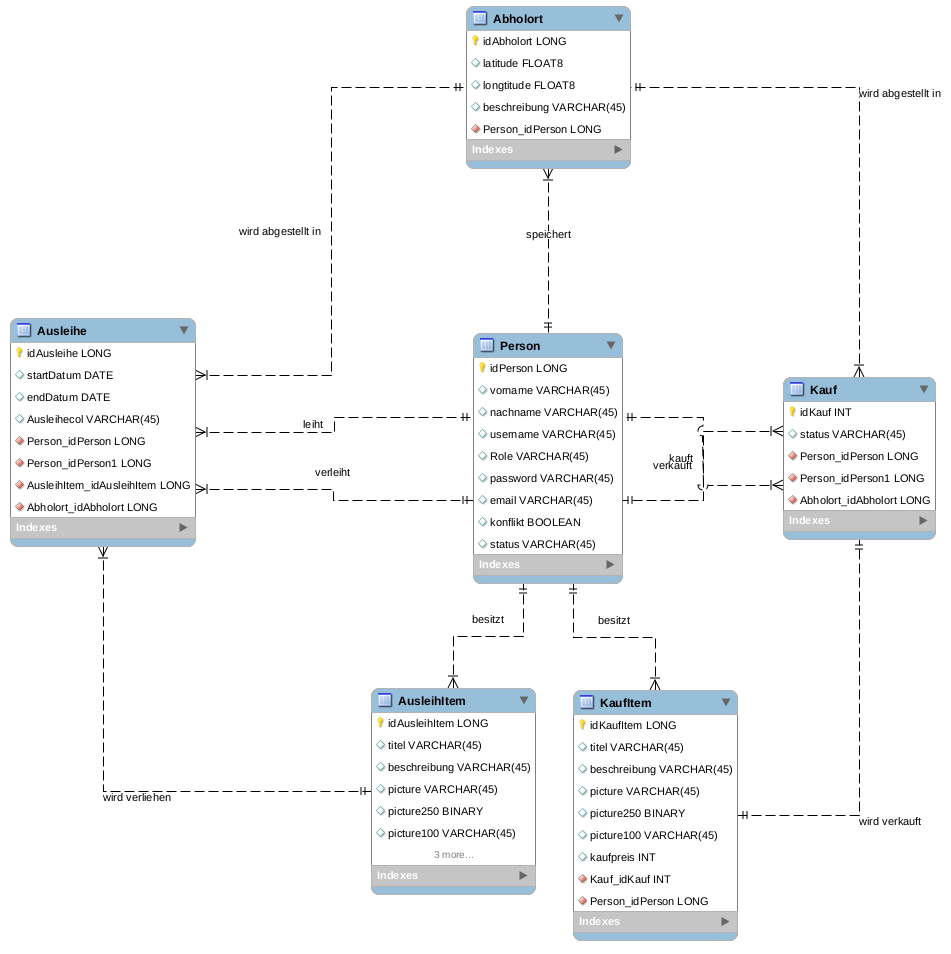 Abholort
idAbholort LONG
latitude FLOAT8
longtitude FLOAT8
beschreibung VARCHAR(45)
Person_idPerson LONG
Indexes
wird abgestellt in
wird abgestellt in
speichert
Ausleihe
idAusleihe LONG
startDatum DATE
endDatum DATE
Ausleihecol VARCHAR(45)
Person_idPerson LONG
Person_idPerson1 LONG
AusleihItem_idAusleihItem LONG
Abholort_idAbholort LONG
Indexes
leiht
verleiht
Person
idPerson LONG
vorname VARCHAR(45)
nachname VARCHAR(45)
username VARCHAR(45)
Role VARCHAR(45)
password VARCHAR(45)
email VARCHAR(45)
konflikt BOOLEAN
status VARCHAR(45)
Indexes
kauft
verkauft
Kauf
idKauf INT
status VARCHAR(45)
Person_idPerson LONG
Person_idPerson1 LONG
Abholort_idAbholort LONG
Indexes
besitzt
besitzt
AusleihItem
idAusleihItem LONG
titel VARCHAR(45)
beschreibung VARCHAR(45)
picture VARCHAR(45)
picture250 BINARY
picture100 VARCHAR(45)
3 more...
Indexes
wird verliehen
KaufItem
idKaufItem LONG
titel VARCHAR(45)
beschreibung VARCHAR(45)
picture VARCHAR(45)
picture250 BINARY
picture100 VARCHAR(45)
kaufpreis INT
Kauf_idKauf INT
Person_idPerson LONG
Indexes
wird verkauft